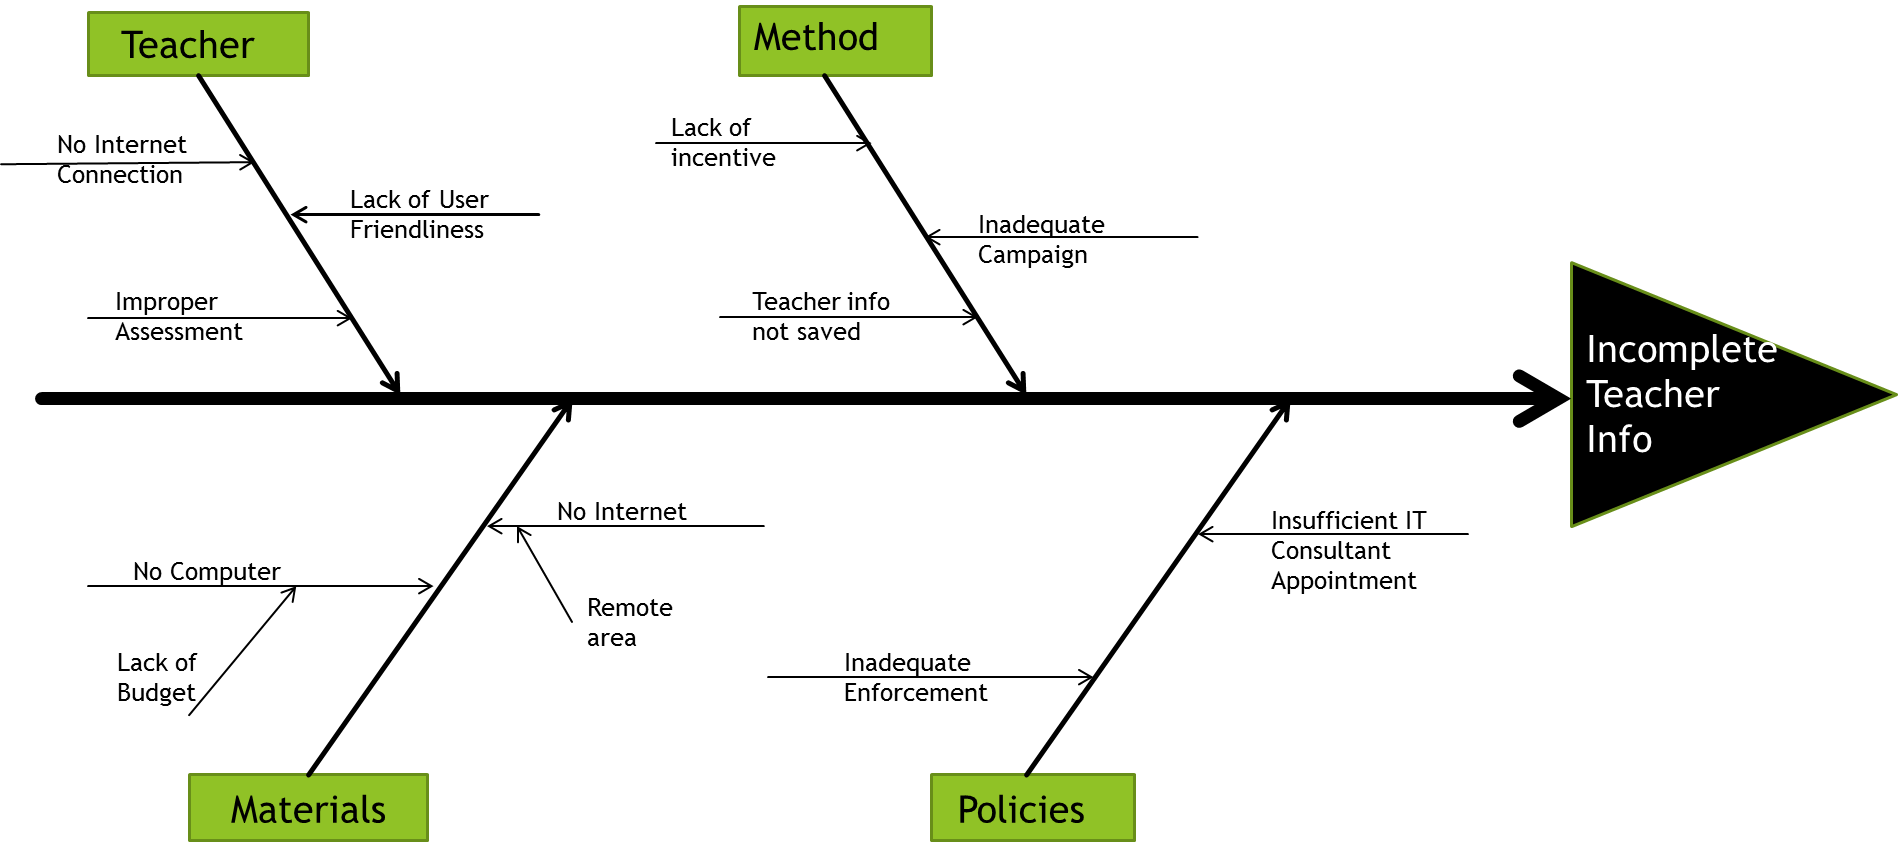 Teacher
Method
No Internet
Connection
Lack of User
Friendliness
Improper
Assessment
Lack of
incentive
Inadequate
Campaign
Teacher info
not saved
Incomplete
Teacher
Info
No Internet
Remote
area
No Computer
Lack of
Budget
Insufficient IT
Consultant
Appointment
Inadequate
Enforcement
Materials
Policies